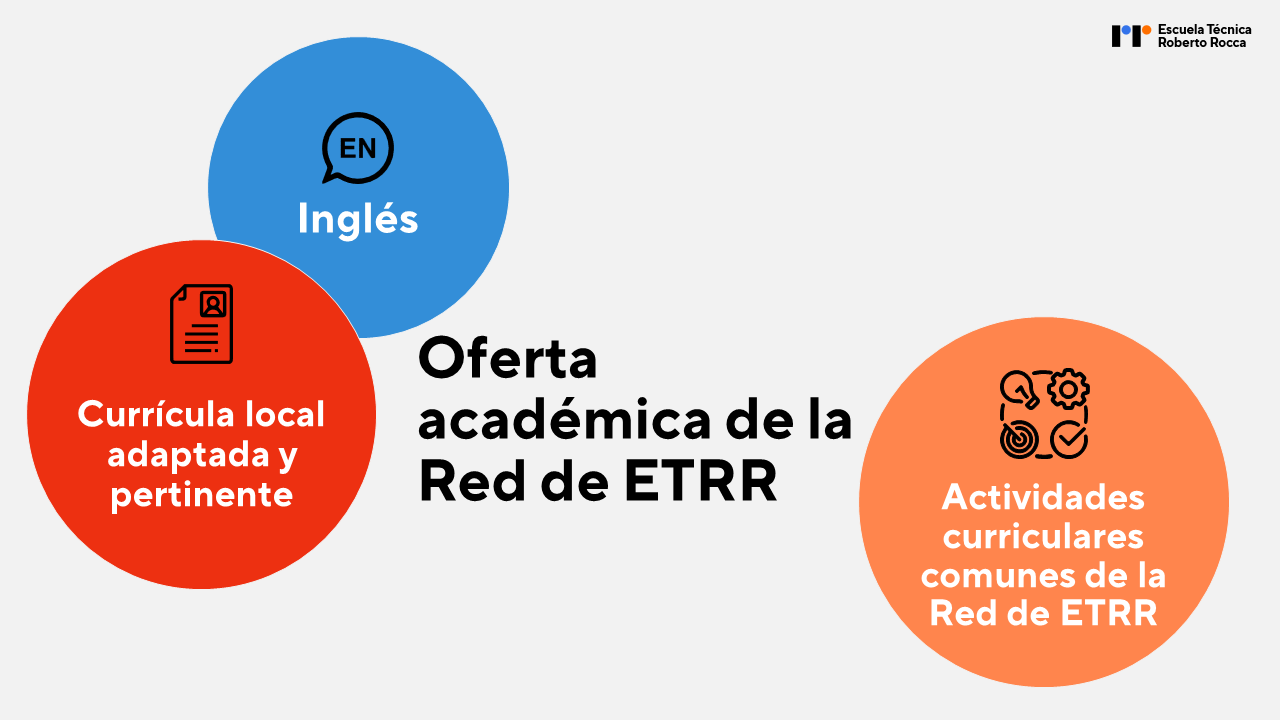 Escuela Técnica
Roberto Rocca
EN
Inglés
Currícula local
adaptada y
pertinente
Oferta
académica de la
Red de ETRR
Actividades
curriculares
comunes de la
Red de ETRR